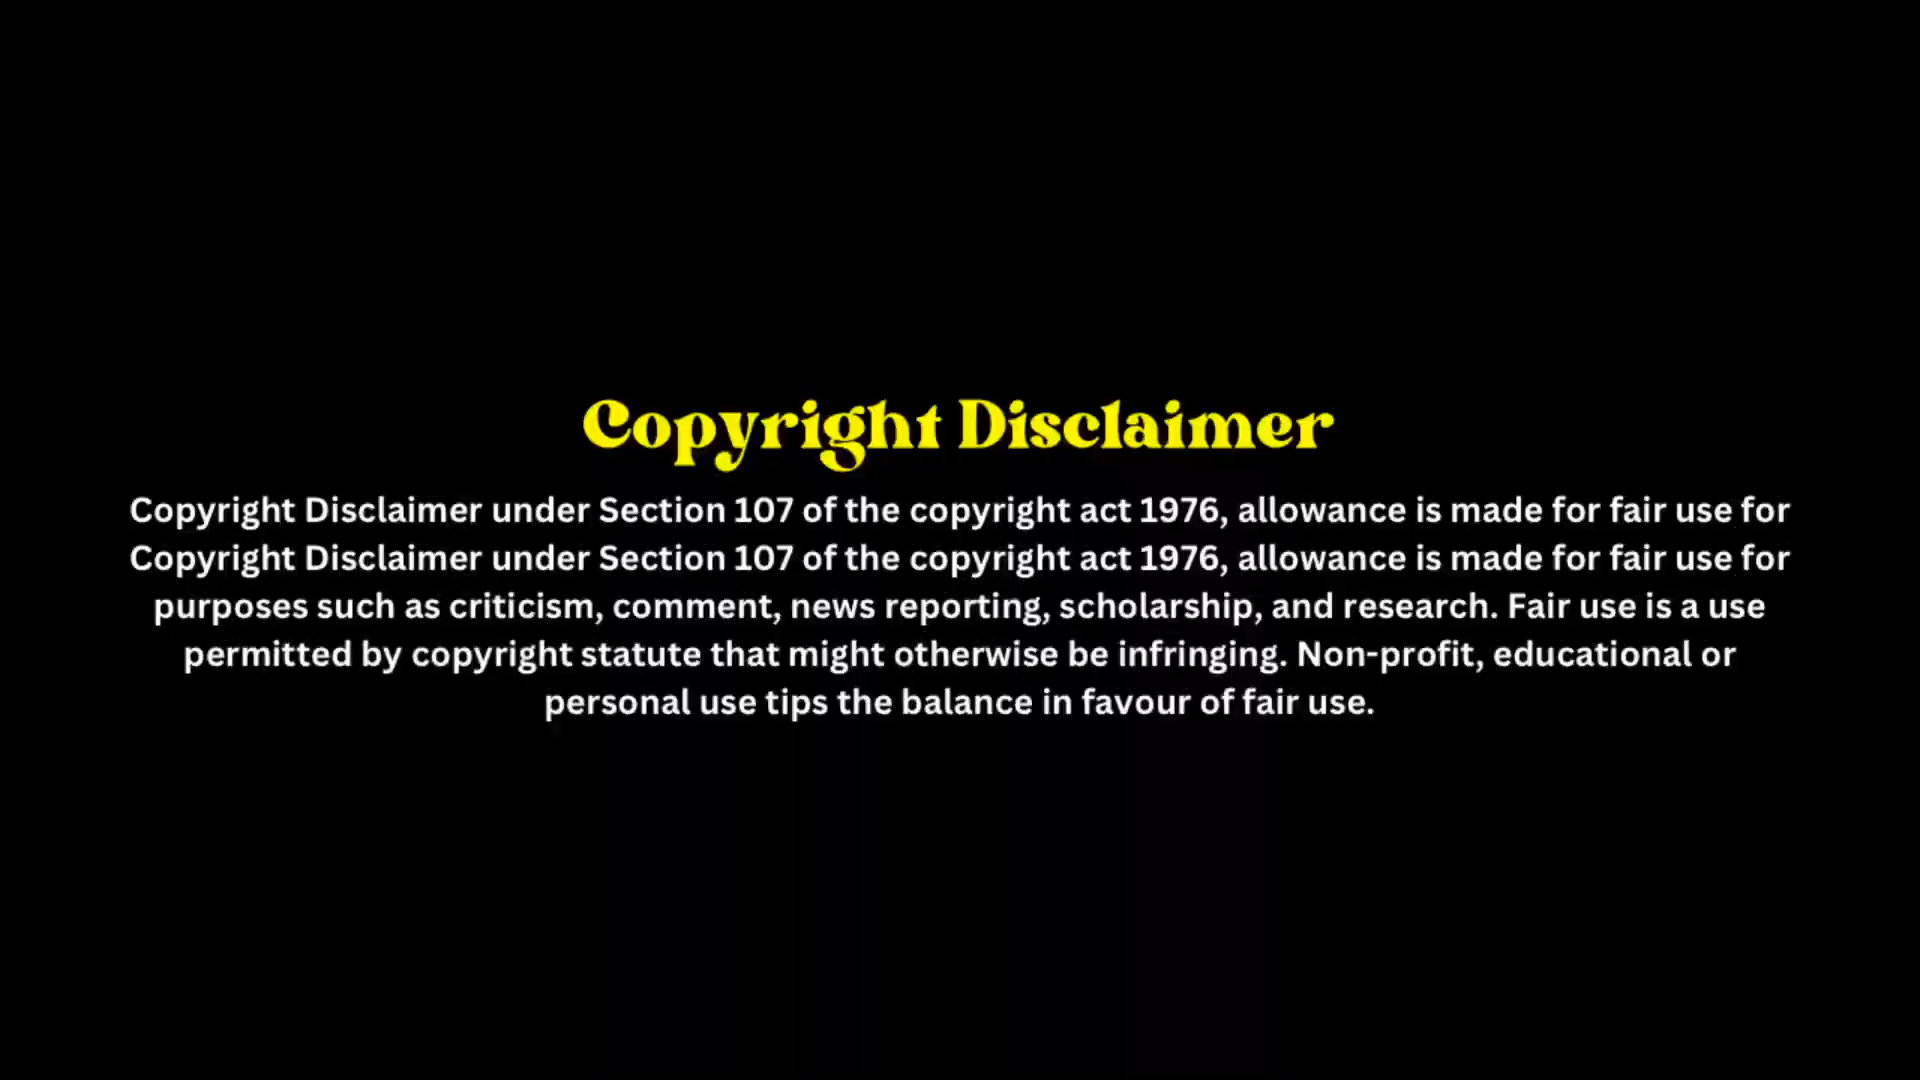 Copyright Disclaimer
Copyright Disclaimer under Section 107 of the copyright act 1976, allowance is made for fair use for
Copyright Disclaimer under Section 107 of the copyright act 1976, allowance is made for fair use for
purposes such as criticism, comment, news reporting, scholarship, and research. Fair use is a use
permitted by copyright statute that might otherwise be infringing. Non-profit, educational or
personal use tips the balance in favour of fair use.